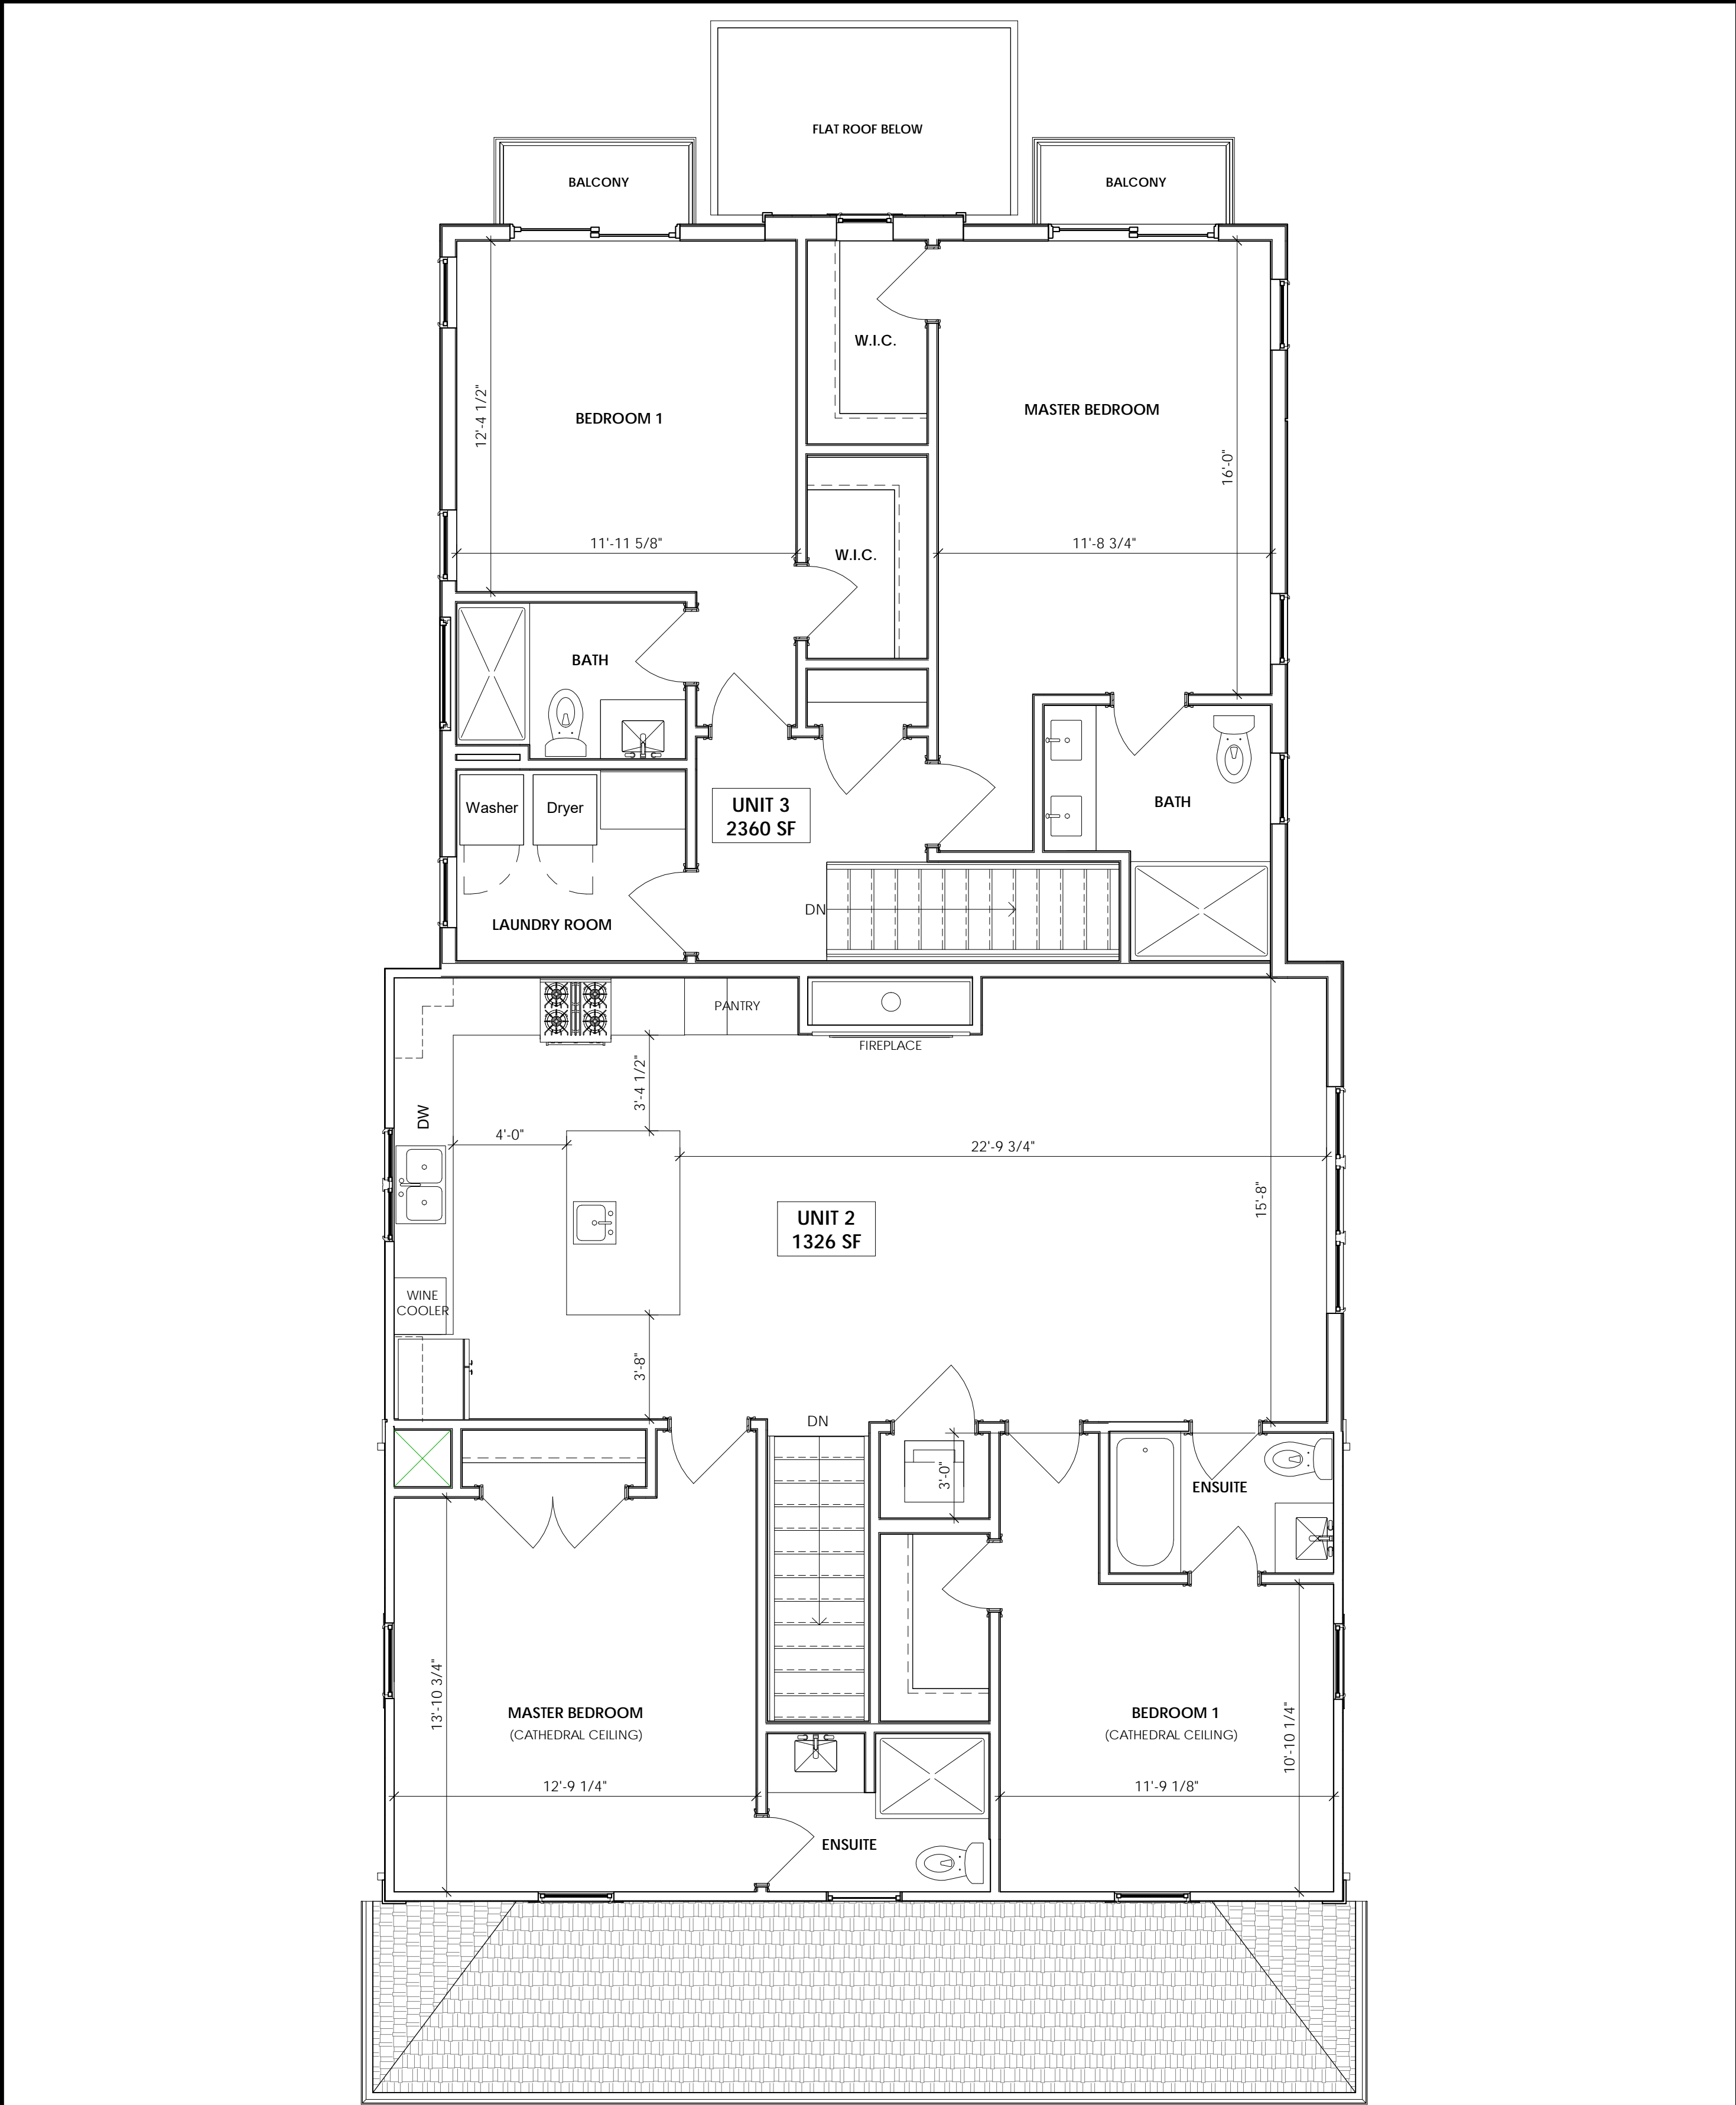 FLAT ROOF BELOW
BALCONY
BALCONY
W.I.C.
MASTER BEDROOM
BEDROOM 1
12'-4 1/2"
16'-0"
11'-11 5/8"
11'-8 3/4"
W.I.C.
BATH
BATH
Washer
Dryer
UNIT 3
2360 SF
DN
LAUNDRY ROOM
PANTRY
FIREPLACE
3'-4 1/2"
DW
4'-0"
22'-9 3/4"
15'-8"
UNIT 2
1326 SF
WINE
COOLER
3'-8"
DN
3'-0"
ENSUITE
13'-10 3/4"
MASTER BEDROOM
(CATHEDRAL CEILING)
BEDROOM 1
(CATHEDRAL CEILING)
10'-10 1/4"
12'-9 1/4"
11'-9 1/8"
ENSUITE